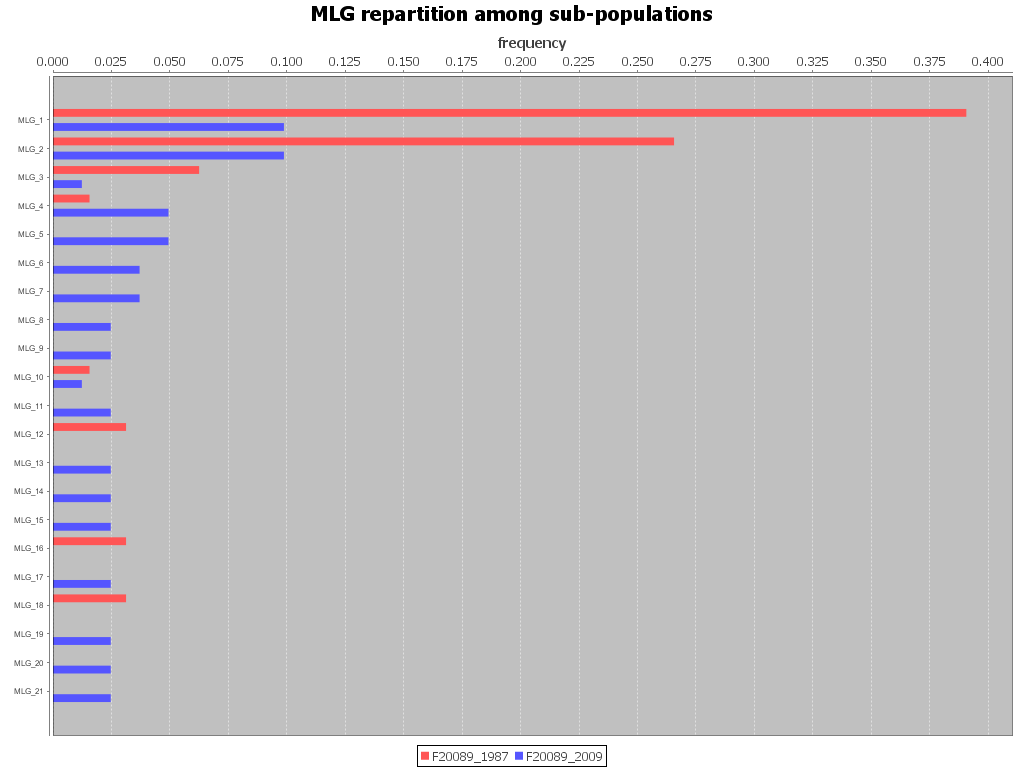 MLG repartition among sub-populations
frequency
0.000 0.025 0.050 0.075 0.100 0.125 0.150 0.175 0.200 0.225 0.250 0.275 0.300 0.325 0.350 0.375 0.400
MLG_1
MLG_2
MLG_3
MLG_4
MLG_5
MLG_6
MLG_7
MLG_8
MLG_9
MLG_10
MLG_11
MLG_12
MLG_13
MLG_14
MLG_15
MLG_16
MLG_17
MLG_18
MLG_19
MLG_20
MLG_21
F20089_1987 F20089_2009